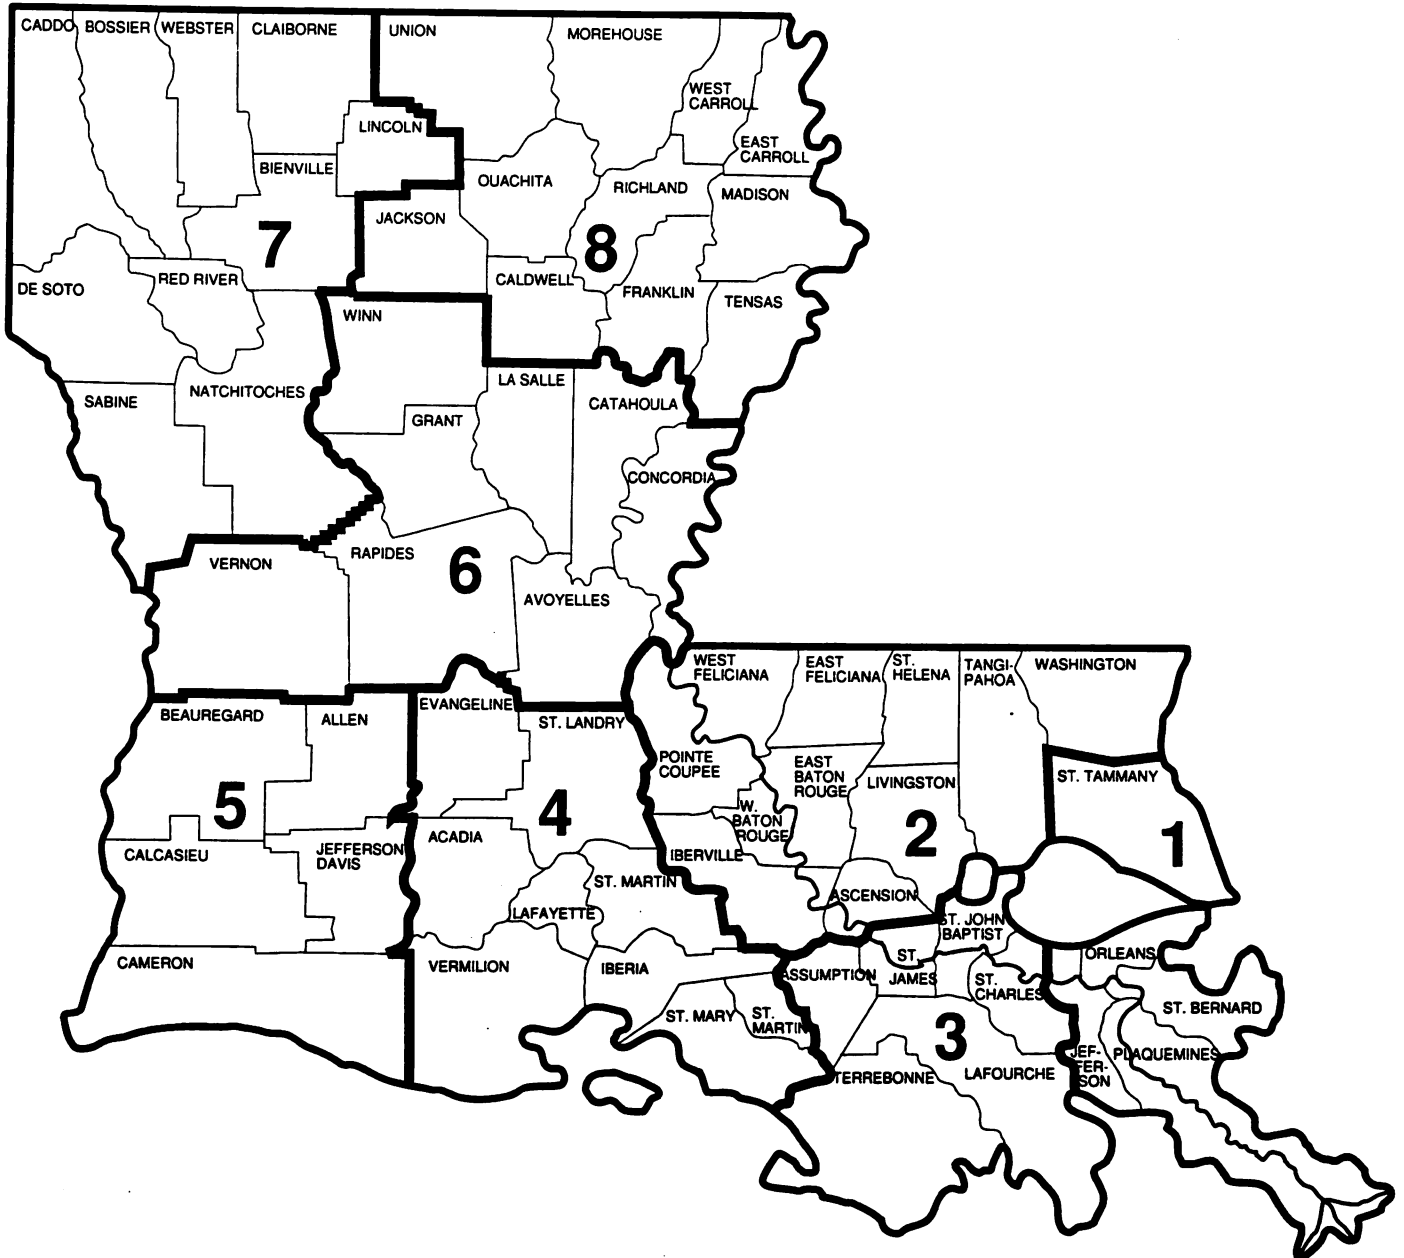 CADDO
BOSSIER
WEBSTER
CLAIBORNE
UNION
MOREHOUSE
WEST
CARROLL
EAST
CARROLL
LINCOLN
BIENVILLE
OUACHITA
RICHLAND
MADISON
JACKSON
7
8
DE SOTO
RED RIVER
CALDWELL
FRANKLIN
TENSAS
WINN
SABINE
NATCHITOCHES
LA SALLE
CATAHOULA
GRANT
CONCORDIA
VERNON
RAPIDES
6
AVOYELLES
WEST
FELICIANA
EAST
FELICIANA
ST.
HELENA
TANGI-
PAHOA
WASHINGTON
BEAUREGARD
ALLEN
EVANGELINE
ST. LANDRY
POINTE
COUPEE
EAST
BATON
ROUGE
LIVINGSTON
ST. TAMMANY
5
4
W.
BATON
ROUGE
2
1
CALCASIEU
JEFFERSON
DAVIS
ACADIA
IBERVILLE
ST. MARTIN
LAFAYETTE
ASCENSION
ST. JOHN
BAPTIST
CAMERON
VERMILION
IBERIA
ASSUMPTION
ST.
JAMES
ST.
CHARLES
ORLEANS
ST. BERNARD
ST. MARY
ST.
MARTIN
3
JEF-
FER-
SON
PLAQUEMINES
TERREBONNE
LAFOURCHE